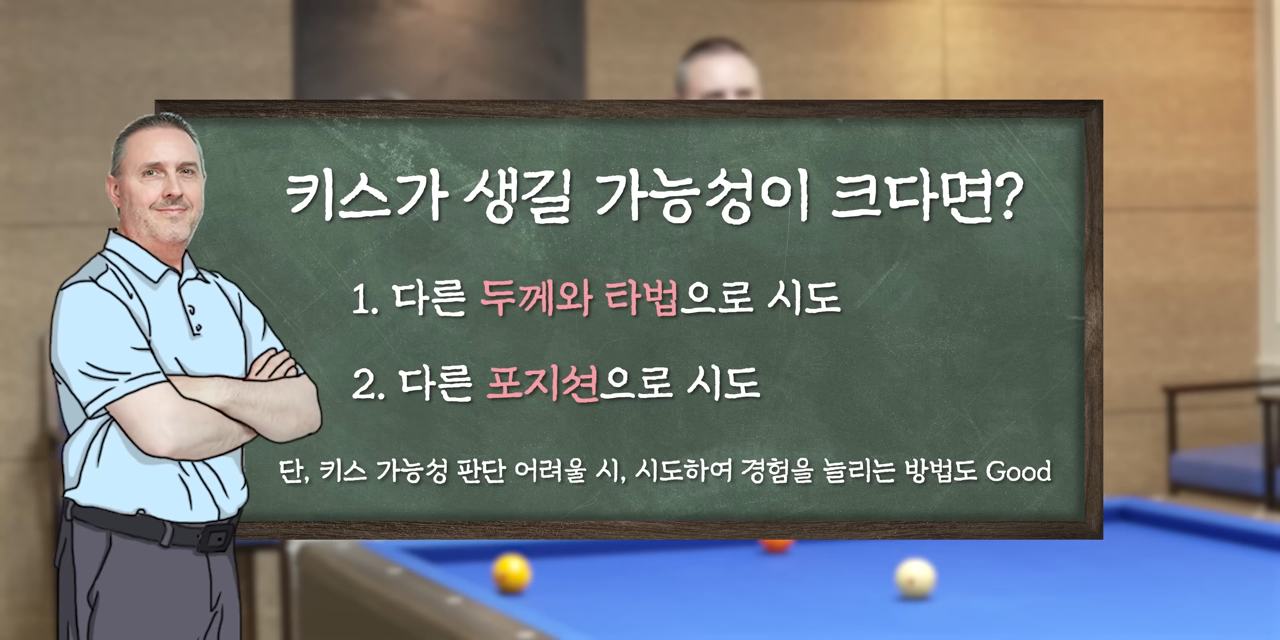 키스가 생길 가능성이 크다면?
1. 다른 두께와 타법으로 시도
2. 다른 포지션으로 시도
단, 키스 가능성 판단 어려울 시, 시도하여 경험을 늘리는 방법도 Good